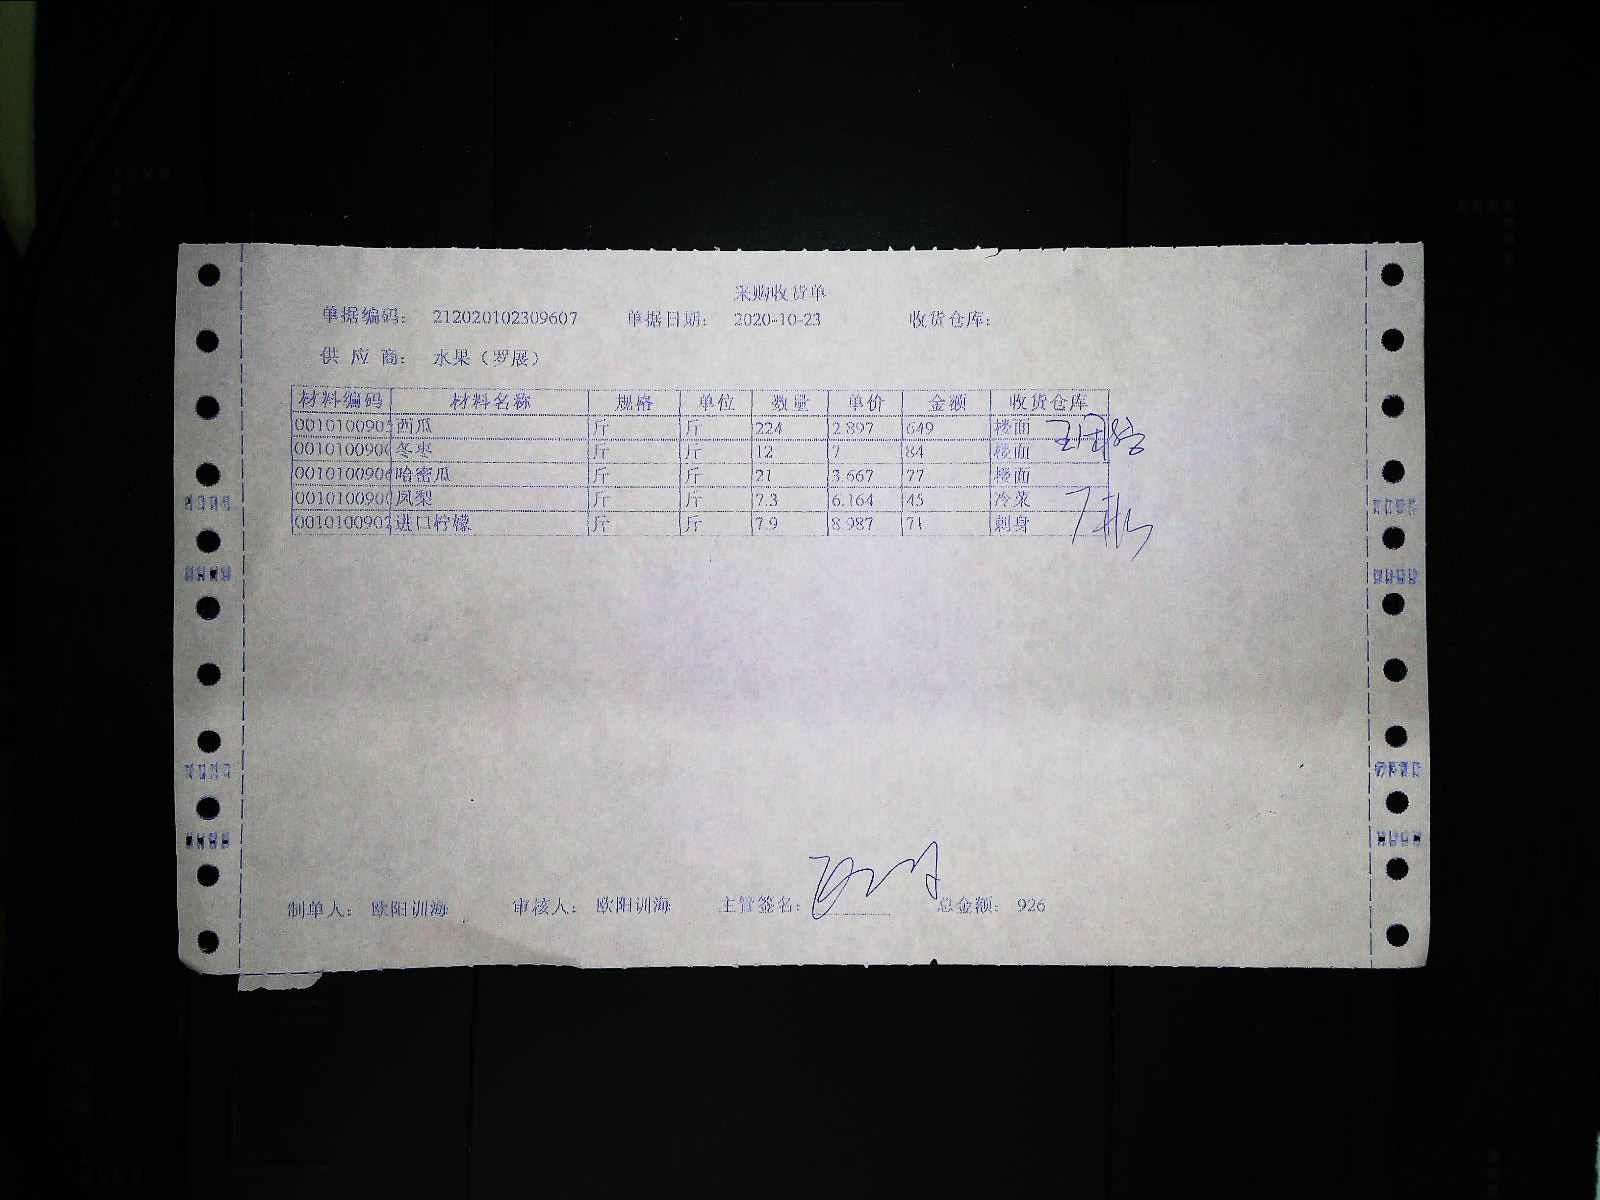 采购收货单
单据编码: 212020102309607 单据日期: 2020-10-23 收货仓库:
供 应 商: 水果（罗展）
材料编码 材料名称 规格 单位 数量 单价 金额 收货仓库
0010100903 西瓜 斤 斤 224 2.897 649 楼面
001010090 冬枣 斤 斤 12 7 84 楼面
001010090 哈密瓜 斤 斤 21 3.667 77 楼面
001010090 凤梨 斤 斤 7.3 6.164 45 冷菜
001010090 进口柠檬 斤 斤 7.9 8.987 71 刺身
制单人: 欧阳训海 审核人: 欧阳训海 主管签名: 总金额: 926